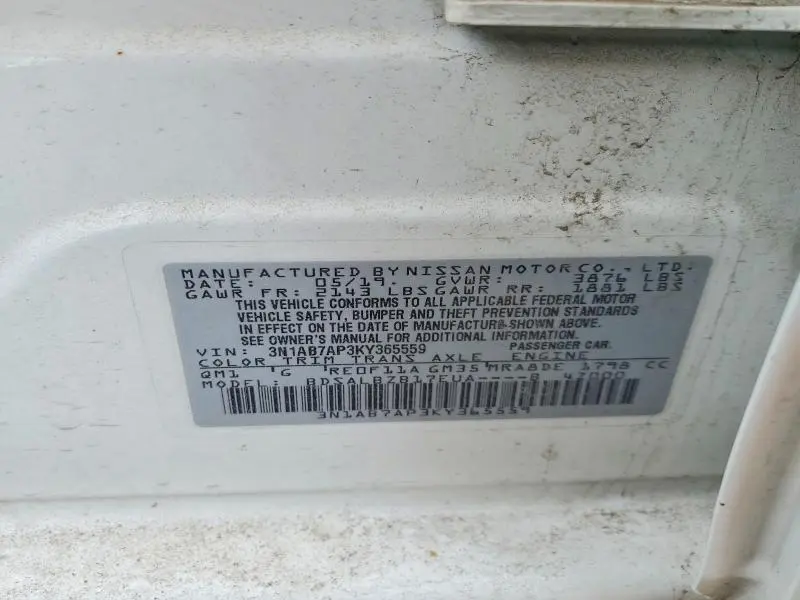 MANUFACTURED BY NISSAN MOTOR CO., LTD.
DATE: 05/19. GVWR: 3876 LBS
GAWR FR: 2143 LBS GAWR RR: 1881 LBS
THIS VEHICLE CONFORMS TO ALL APPLICABLE FEDERAL MOTOR
VEHICLE SAFETY, BUMPER AND THEFT PREVENTION STANDARDS
IN EFFECT ON THE DATE OF MANUFACTURE SHOWN ABOVE.
SEE OWNER'S MANUAL FOR ADDITIONAL INFORMATION.
VIN: 3N1AB7AP3KY365559 PASSENGER CAR.
COLOR TRIM TRANS AXLE ENGINE
QM1 G RE0F11A GM35 MRA8DE 1798 CC
MODEL: BDSALBZB17EUA----B 47000
3N1AB7AP3KY365559